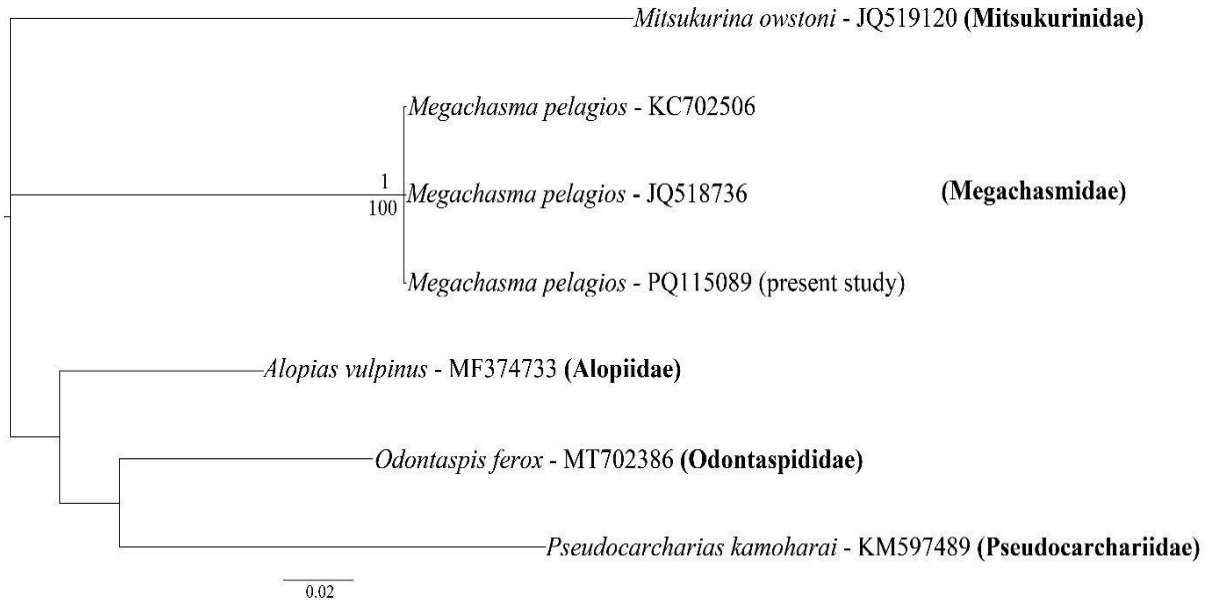 Mitsukurina owstoni - JQ519120 (Mitsukurinidae)
Megachasma pelagios - KC702506
1
100
Megachasma pelagios - JQ518736 (Megachasmidae)
Megachasma pelagios - PQ115089 (present study)
Alopias vulpinus - MF374733 (Alopiidae)
Odontaspis ferox - MT702386 (Odontaspididae)
Pseudocarcharias kamoharai - KM597489 (Pseudocarchariidae)
0.02